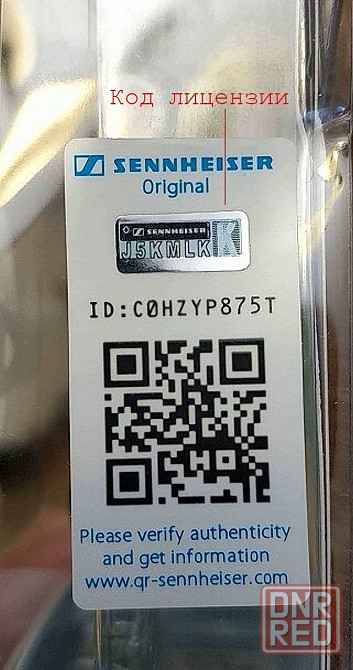 Код лицензии
SENNHEISER
Original
SENNHEISER
J5KMLK K
ID:C0HZYP875T
Please verify authenticity
and get information
www.qr-sennheiser.com
DNR
RED